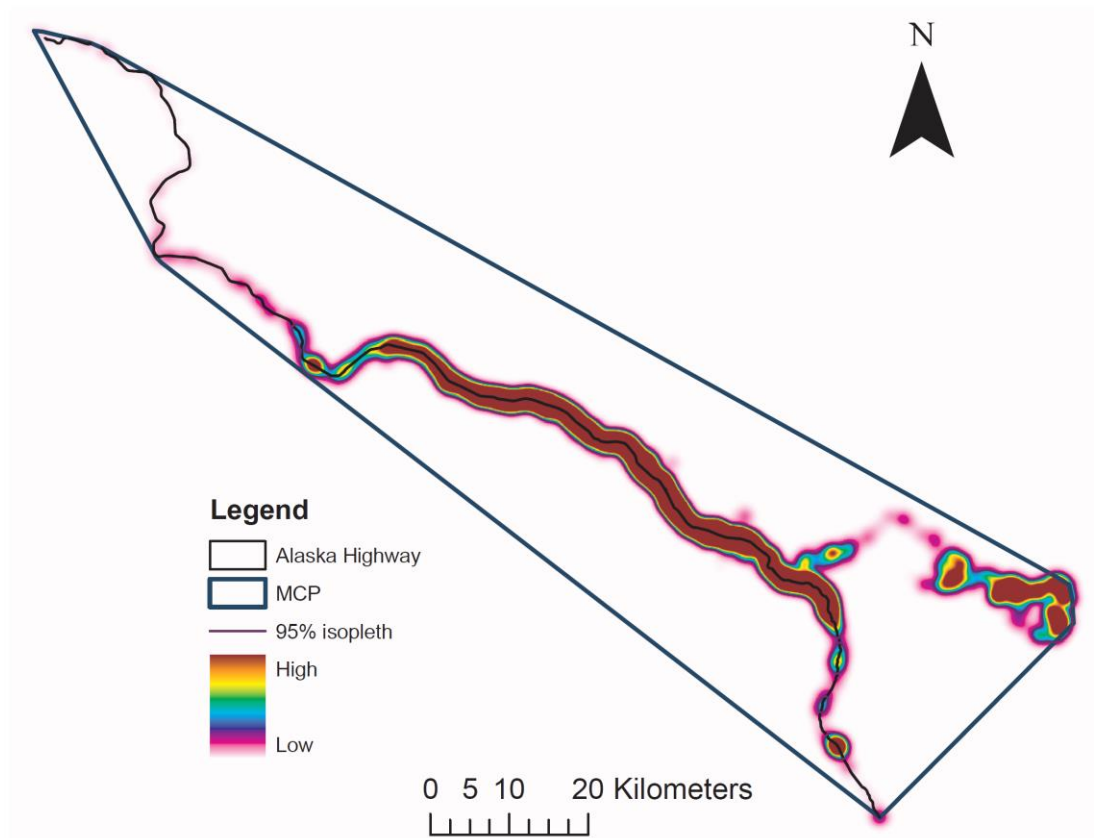 N
Legend
Alaska Highway
MCP
95% isopleth
High
Low
0 5 10 20 Kilometers